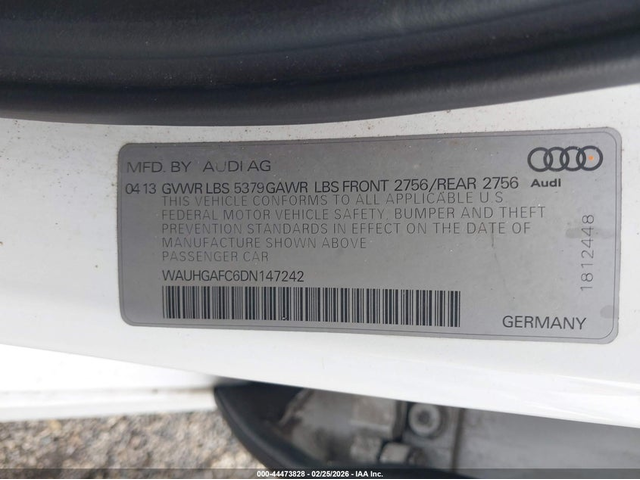 MFD. BY AUDI AG
04 13 GVWR LBS 5379 GAWR LBS FRONT 2756/REAR 2756
THIS VEHICLE CONFORMS TO ALL APPLICABLE U.S
FEDERAL MOTOR VEHICLE SAFETY, BUMPER AND THEFT
PREVENTION STANDARDS IN EFFECT ON THE DATE OF
MANUFACTURE SHOWN ABOVE
PASSENGER CAR
WAUHGAFC6DN147242
Audi
1812448
GERMANY
000-44473828 - 02/25/2026 - IAA Inc.